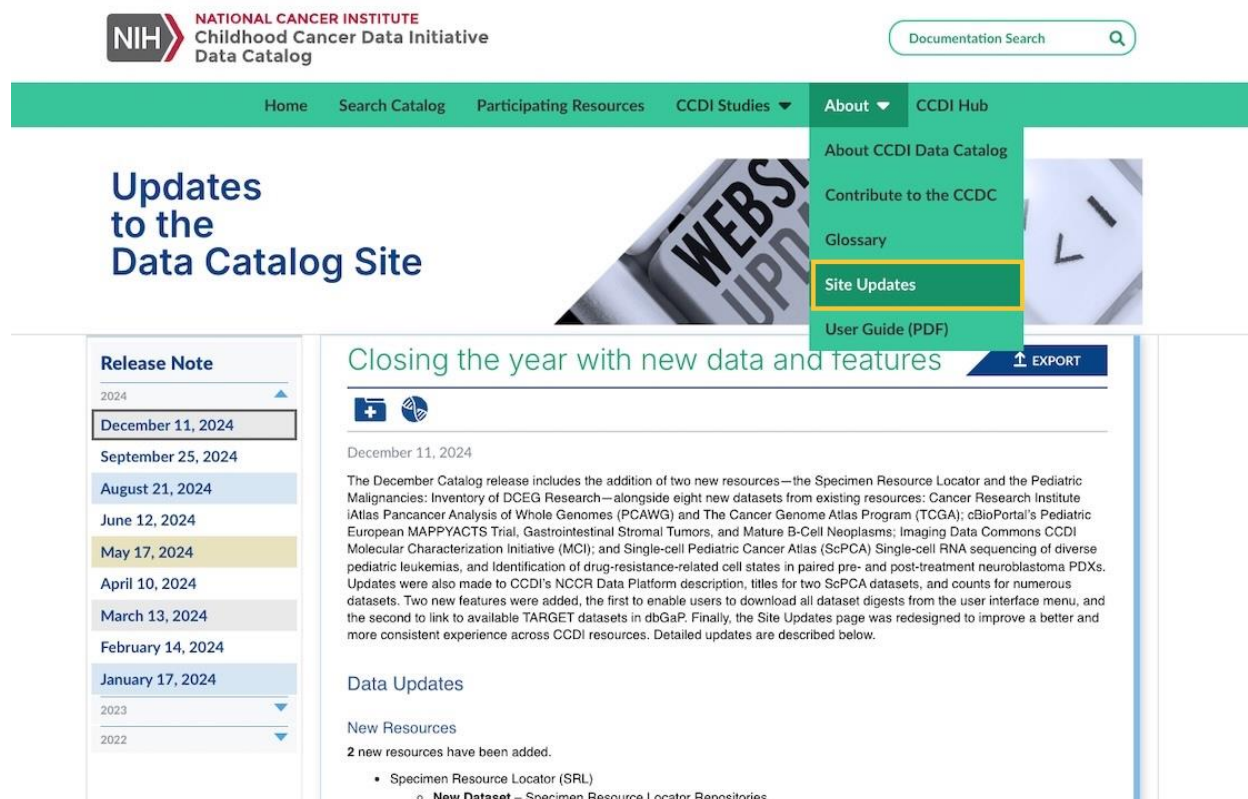 NIH
NATIONAL CANCER INSTITUTE
Childhood Cancer Data Initiative
Data Catalog
Documentation Search
Home Search Catalog Participating Resources CCDI Studies About CCDI Hub
About CCDI Data Catalog
Contribute to the CCDC
Glossary
Site Updates
User Guide (PDF)
Updates
to the
Data Catalog Site
WEBSI
UPD
Release Note
2024
December 11, 2024
September 25, 2024
August 21, 2024
June 12, 2024
May 17, 2024
April 10, 2024
March 13, 2024
February 14, 2024
January 17, 2024
2023
2022
Closing the year with new data and features
EXPORT
December 11, 2024
The December Catalog release includes the addition of two new resources—the Specimen Resource Locator and the Pediatric
Malignancies: Inventory of DCEG Research—alongside eight new datasets from existing resources: Cancer Research Institute
iAtlas Pancancer Analysis of Whole Genomes (PCAWG) and The Cancer Genome Atlas Program (TCGA); cBioPortal's Pediatric
European MAPPYACTS Trial, Gastrointestinal Stromal Tumors, and Mature B-Cell Neoplasms; Imaging Data Commons CCDI
Molecular Characterization Initiative (MCI); and Single-cell Pediatric Cancer Atlas (ScPCA) Single-cell RNA sequencing of diverse
pediatric leukemias, and Identification of drug-resistance-related cell states in paired pre- and post-treatment neuroblastoma PDXs.
Updates were also made to CCDI's NCCR Data Platform description, titles for two ScPCA datasets, and counts for numerous
datasets. Two new features were added, the first to enable users to download all dataset digests from the user interface menu, and
the second to link to available TARGET datasets in dbGaP. Finally, the Site Updates page was redesigned to improve a better and
more consistent experience across CCDI resources. Detailed updates are described below.
Data Updates
New Resources
2 new resources have been added.
• Specimen Resource Locator (SRL)
○ New Dataset – Specimen Resource Locator Repositories